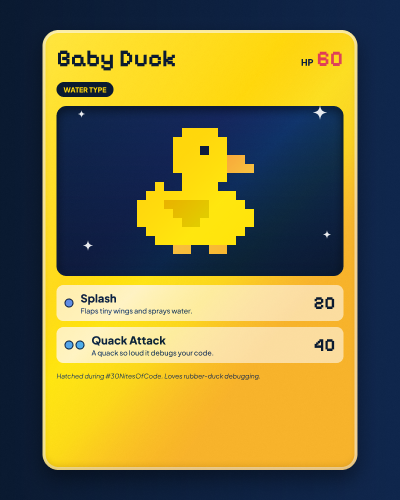 Baby Duck
HP 60
WATER TYPE
Splash
Flaps tiny wings and sprays water.
20
Quack Attack
A quack so loud it debugs your code.
40
Hatched during #30NitesOfCode. Loves rubber-duck debugging.